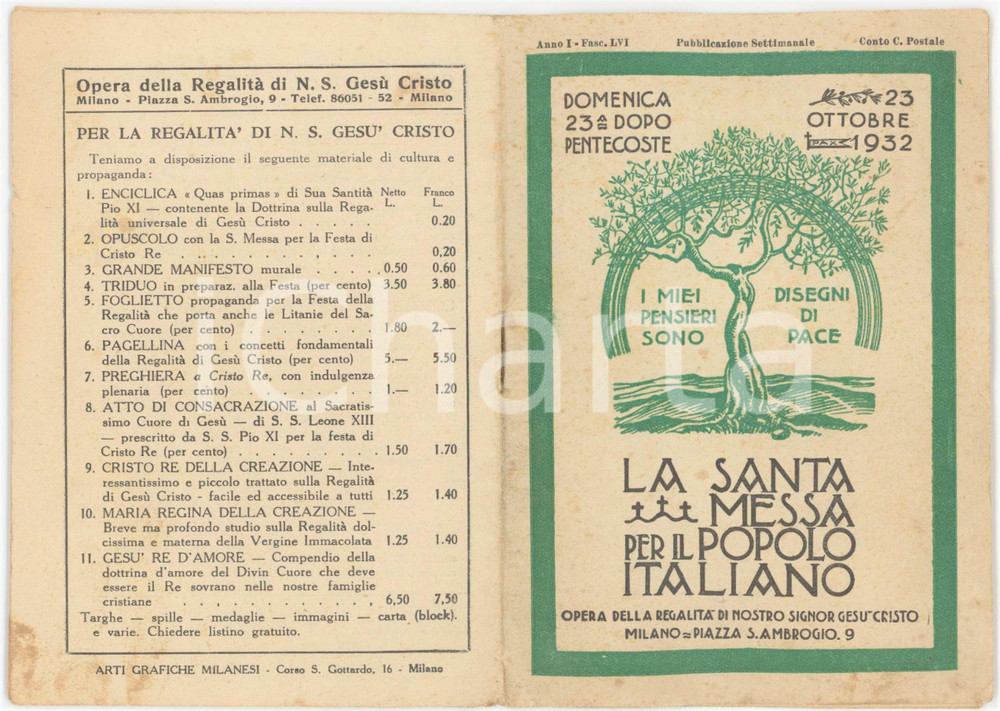 Opera della Regalità di N. S. Gesù Cristo
Milano - Piazza S. Ambrogio, 9 - Telef. 86051 - 52 - Milano
PER LA REGALITA' DI N. S. GESU' CRISTO
Teniamo a disposizione il seguente materiale di cultura e
propaganda:
Netto Franco
L. L.
1. ENCICLICA « Quas primas » di Sua Santità
Pio XI — contenente la Dottrina sulla Rega-
lità universale di Gesù Cristo . . . . . 0.20
2. OPUSCOLO con la S. Messa per la Festa di
Cristo Re . . . . . . . . . . 0,20
3. GRANDE MANIFESTO murale . . . . 0.50 0.60
4. TRIDUO in preparaz. alla Festa (per cento) 3.50 3.80
5. FOGLIETTO propaganda per la Festa della
Regalità che porta anche le Litanie del Sa-
cro Cuore (per cento) . . . . . . . 1.80 2.—
6. PAGELLINA con i concetti fondamentali
della Regalità di Gesù Cristo (per cento) 5.— 5.50
7. PREGHIERA a Cristo Re, con indulgenza
plenaria (per cento) . . . . . . . 1.— 1.20
8. ATTO DI CONSACRAZIONE al Sacratis-
simo Cuore di Gesù — di S. S. Leone XIII
— prescritto da S. S. Pio XI per la festa di
Cristo Re (per cento) . . . . . . . 1.50 1.70
9. CRISTO RE DELLA CREAZIONE — Inte-
ressantissimo e piccolo trattato sulla Regalità
di Gesù Cristo - facile ed accessibile a tutti 1.25 1.40
10. MARIA REGINA DELLA CREAZIONE —
Breve ma profondo studio sulla Regalità dol-
cissima e materna della Vergine Immacolata 1.25 1.40
11. GESU' RE D'AMORE — Compendio della
dottrina d'amore del Divin Cuore che deve
essere il Re sovrano nelle nostre famiglie
cristiane . . . . . . . . . . 6,50 7,50
Targhe — spille — medaglie — immagini — carta (block).
e varie. Chiedere listino gratuito.
ARTI GRAFICHE MILANESI - Corso S. Gottardo, 16 - Milano
Anno I - Fasc. LVI Pubblicazione Settimanale Conto C. Postale
DOMENICA
23ª DOPO
PENTECOSTE
23
OTTOBRE
PAX 1932
I MIEI
PENSIERI
SONO
DISEGNI
DI
PACE
LA SANTA
MESSA
PER IL POPOLO
ITALIANO
OPERA DELLA REGALITA' DI NOSTRO SIGNOR GESU' CRISTO
MILANO = PIAZZA S. AMBROGIO. 9
charta